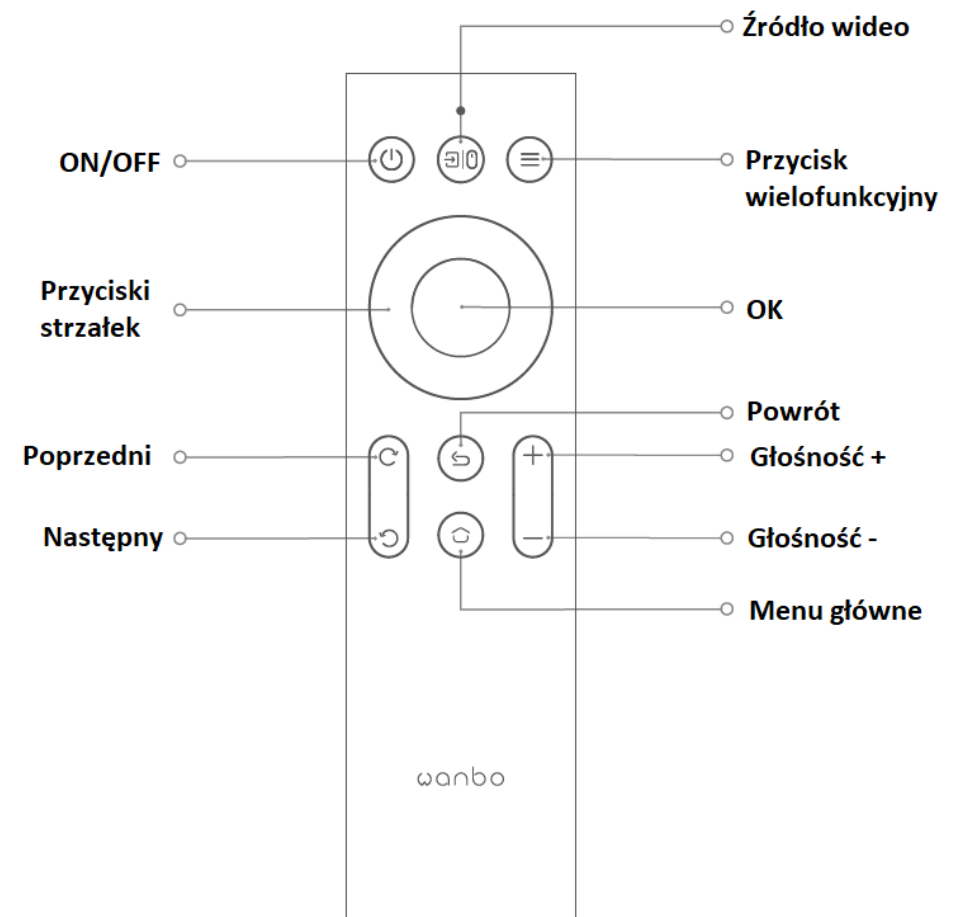 Źródło wideo
ON/OFF
Przycisk
wielofunkcyjny
Przyciski
strzałek
OK
Powrót
Poprzedni
Głośność +
Następny
Głośność -
Menu główne
wanbo